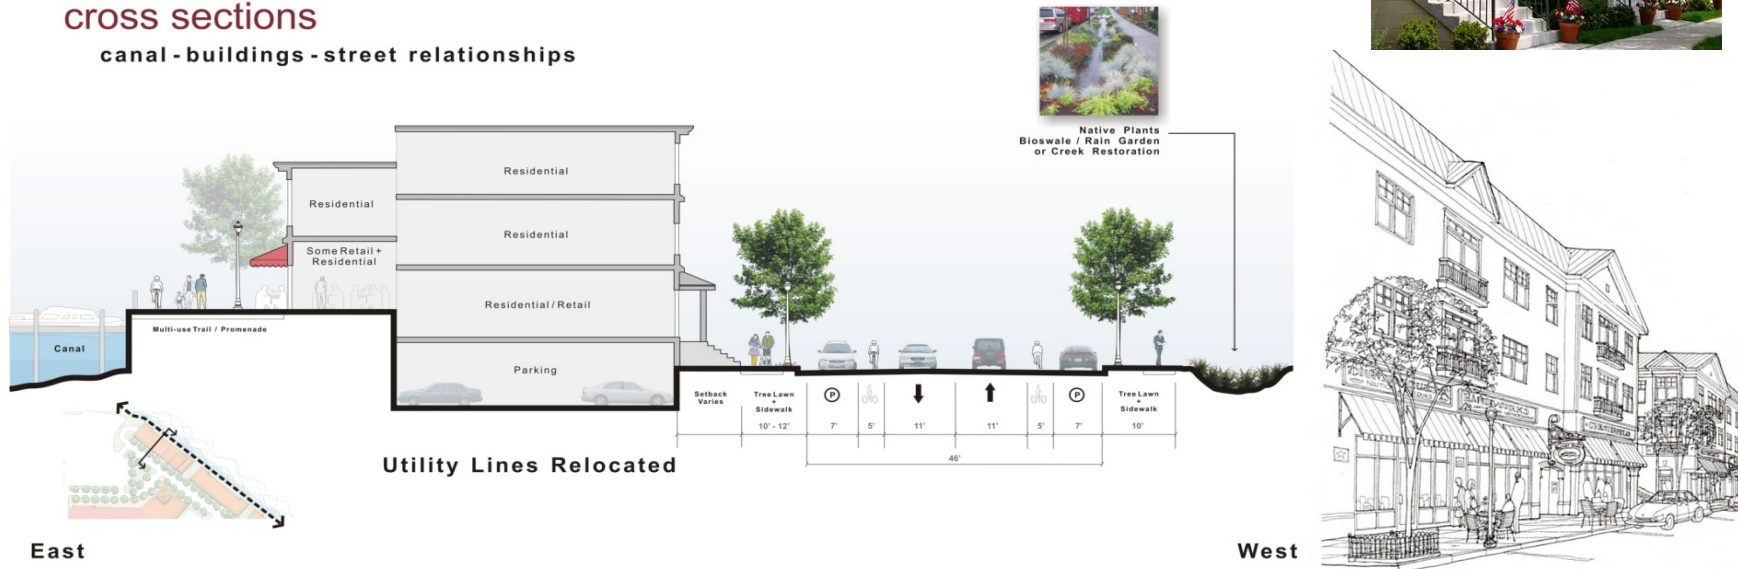 cross sections
canal - buildings - street relationships
Native Plants
Bioswale / Rain Garden
or Creek Restoration
Residential
Residential
Some Retail +
Residential
Residential
Residential / Retail
Parking
Multi-use Trail / Promenade
Canal
Setback
Varies
Tree Lawn
+
Sidewalk
10' - 12'
P
7'
5'
11'
11'
5'
P
7'
Tree Lawn
+
Sidewalk
10'
46'
Utility Lines Relocated
East
West